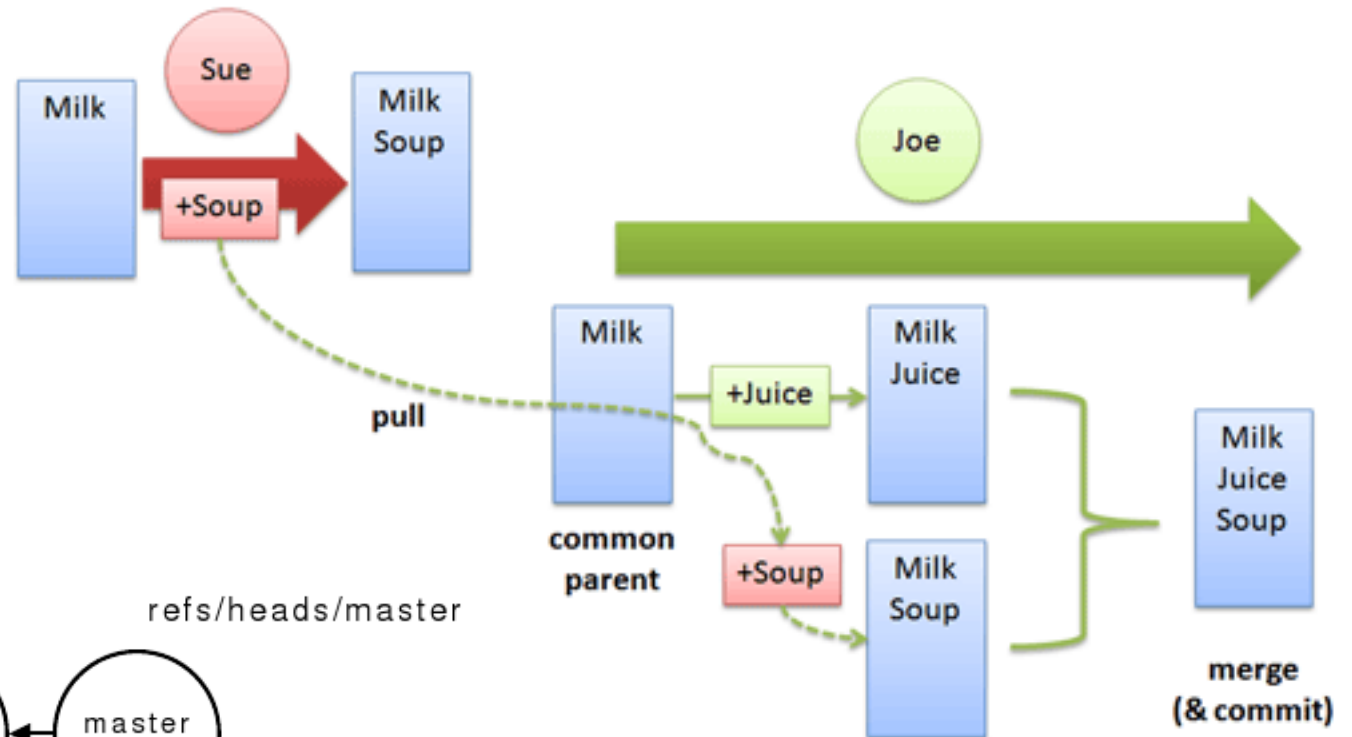 Sue
Milk
Milk
Soup
+Soup
Joe
pull
Milk
+Juice
Milk
Juice
common
parent
+Soup
Milk
Soup
Milk
Juice
Soup
merge
(& commit)
refs/heads/master
master